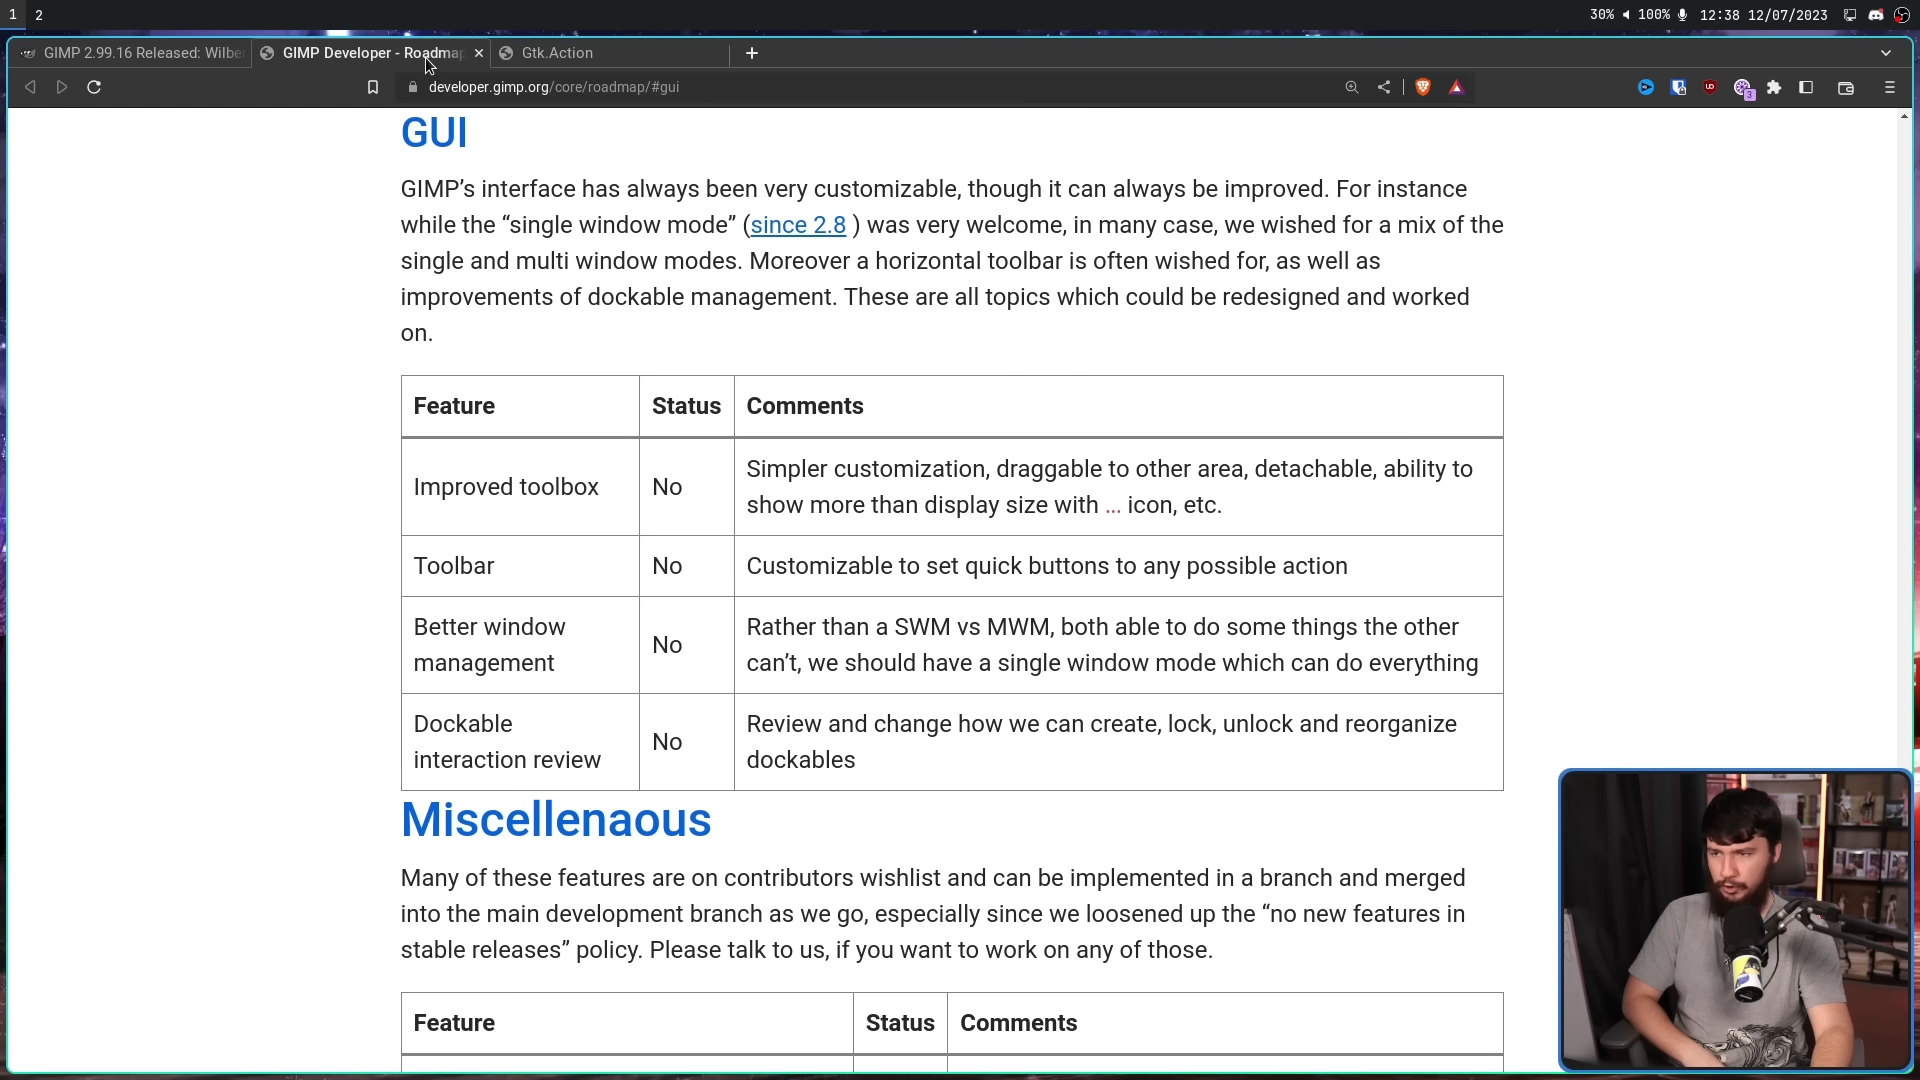 1 2 30% 100% 12:38 12/07/2023
GIMP 2.99.16 Released: Wilbe GIMP Developer - Roadmap Gtk.Action
developer.gimp.org/core/roadmap/#gui
3
GUI
GIMP’s interface has always been very customizable, though it can always be improved. For instance
while the “single window mode” (since 2.8 ) was very welcome, in many case, we wished for a mix of the
single and multi window modes. Moreover a horizontal toolbar is often wished for, as well as
improvements of dockable management. These are all topics which could be redesigned and worked
on.
Feature Status Comments
Improved toolbox No Simpler customization, draggable to other area, detachable, ability to
show more than display size with ... icon, etc.
Toolbar No Customizable to set quick buttons to any possible action
Better window
management No Rather than a SWM vs MWM, both able to do some things the other
can’t, we should have a single window mode which can do everything
Dockable
interaction review No Review and change how we can create, lock, unlock and reorganize
dockables
Miscellenaous
Many of these features are on contributors wishlist and can be implemented in a branch and merged
into the main development branch as we go, especially since we loosened up the “no new features in
stable releases” policy. Please talk to us, if you want to work on any of those.
Feature Status Comments